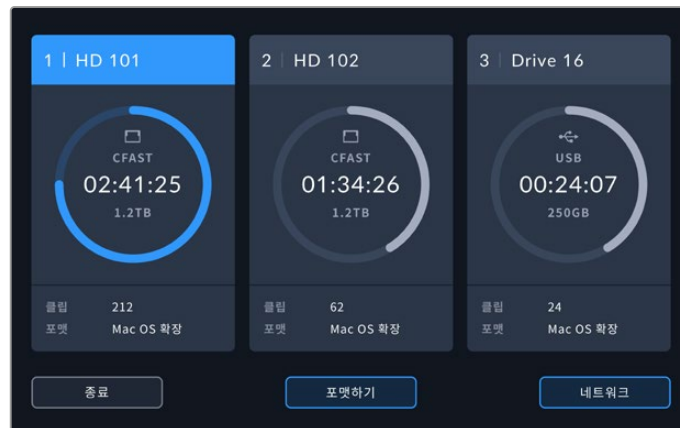 1 | HD 101
CFAST
02:41:25
1.2TB
클립 212
포맷 Mac OS 확장
2 | HD 102
CFAST
01:34:26
1.2TB
클립 62
포맷 Mac OS 확장
3 | Drive 16
USB
00:24:07
250GB
클립 24
포맷 Mac OS 확장
종료
포맷하기
네트워크